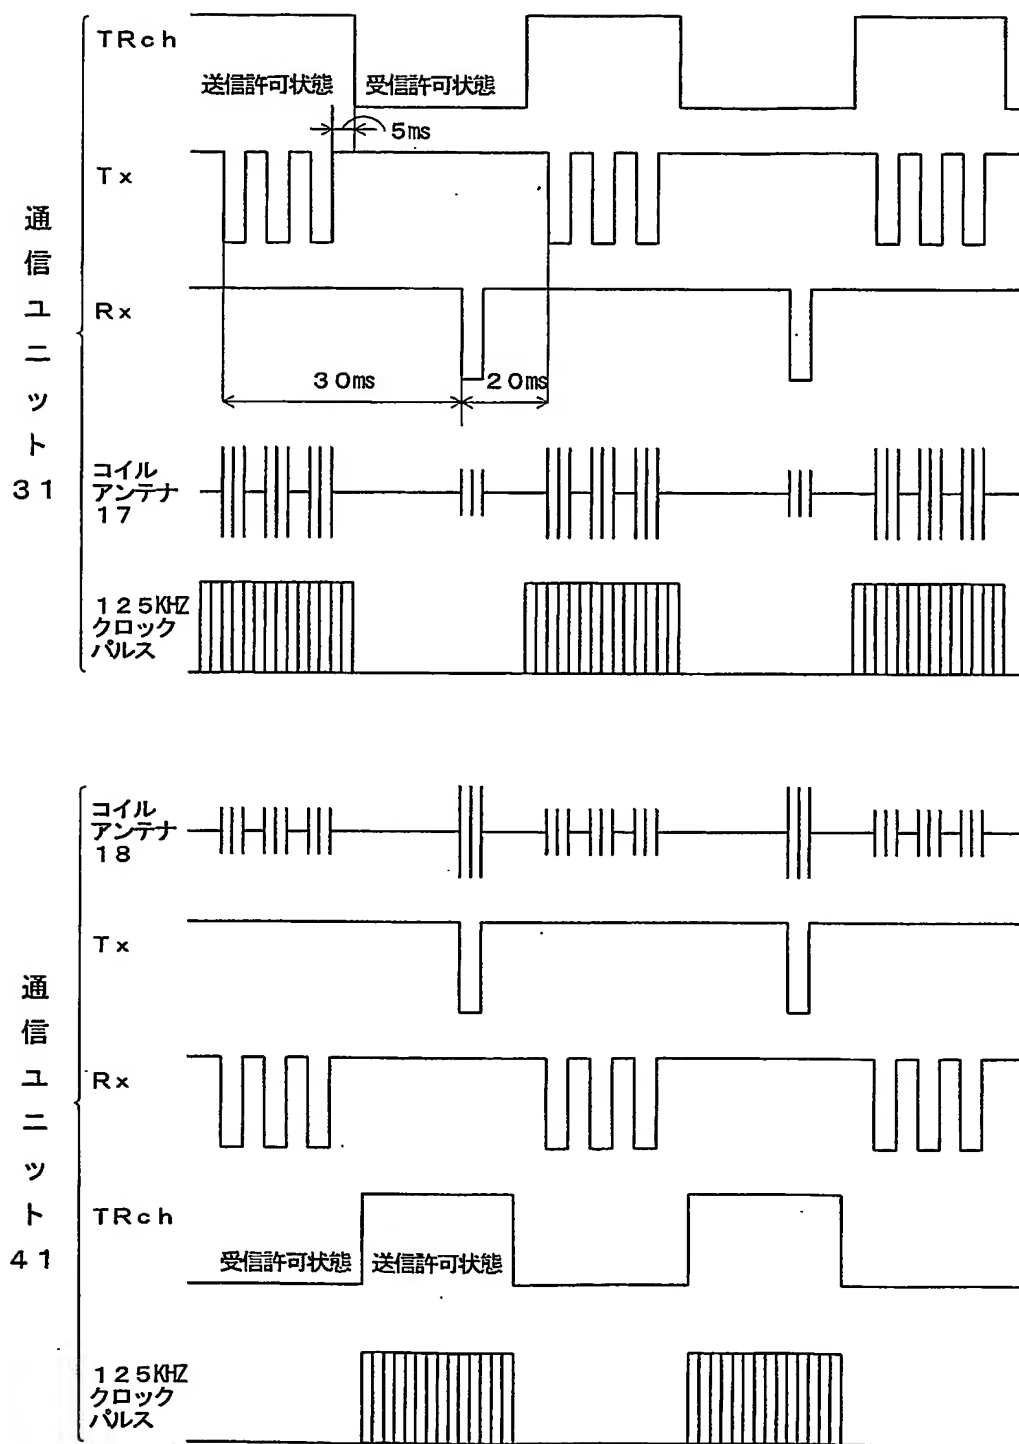 通信ユニット31
TRch
送信許可状態 受信許可状態
5ms
Tx
Rx
30ms 20ms
コイル
アンテナ
17
125KHZ
クロック
パルス
通信ユニット41
コイル
アンテナ
18
Tx
Rx
TRch
受信許可状態 送信許可状態
125KHZ
クロック
パルス